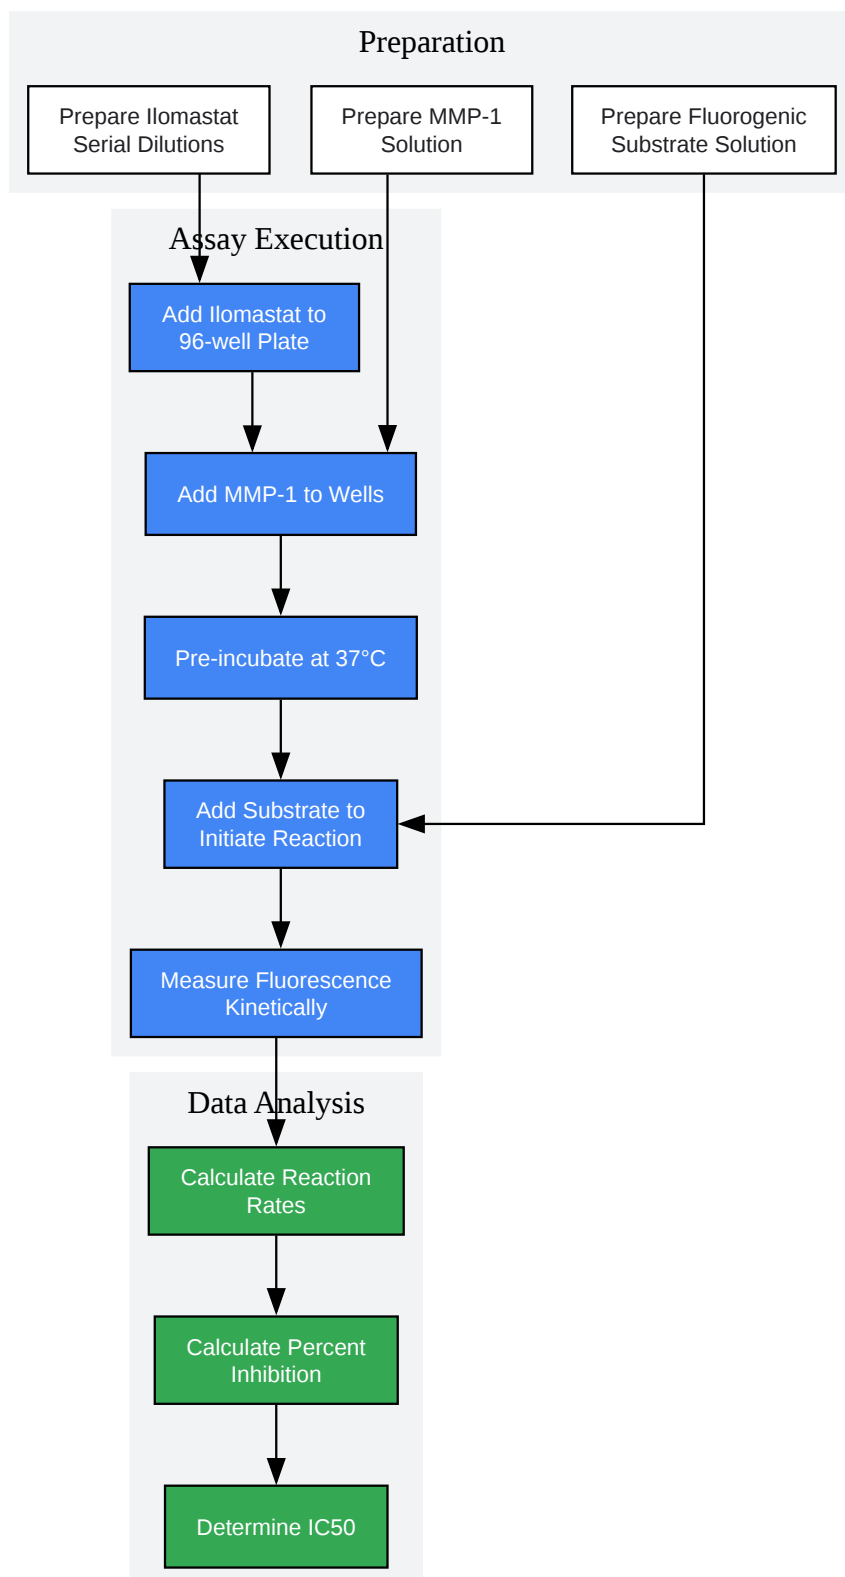 Preparation
Prepare Ilomastat
Serial Dilutions
Prepare MMP-1
Solution
Prepare Fluorogenic
Substrate Solution
Assay Execution
Add Ilomastat to
96-well Plate
Add MMP-1 to Wells
Pre-incubate at 37°C
Add Substrate to
Initiate Reaction
Measure Fluorescence
Kinetically
Data Analysis
Calculate Reaction
Rates
Calculate Percent
Inhibition
Determine IC50